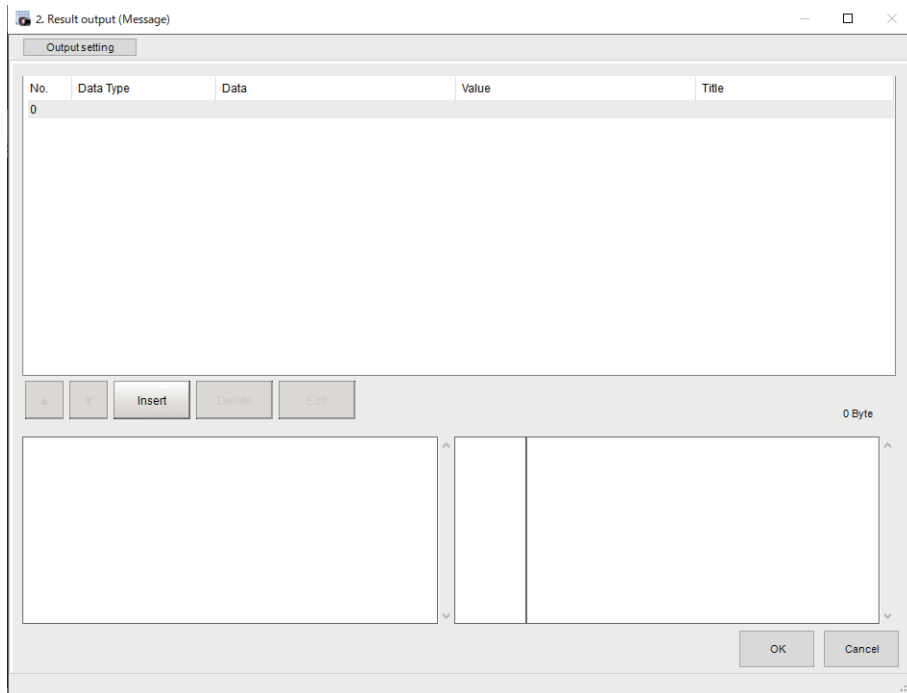 2. Result output (Message)
Output setting
No. Data Type Data Value Title
0
▲ ▼ Insert Delete Edit
0 Byte
OK Cancel